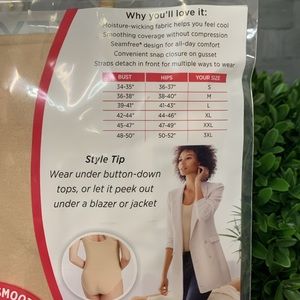 Why you'll love it:
Moisture-wicking fabric helps you feel cool
Smoothing coverage without compression
Seamfree® design for all-day comfort
Convenient snap closure on gusset
Straps detach in front for multiple ways to wear
BUST HIPS YOUR SIZE
34-35" 36-37" S
36-38" 38-40" M
39-41" 41-43" L
42-44" 44-46" XL
45-47" 47-49" XXL
48-50" 50-52" 3XL
Style Tip
Wear under button-down
tops, or let it peek out
under a blazer or jacket